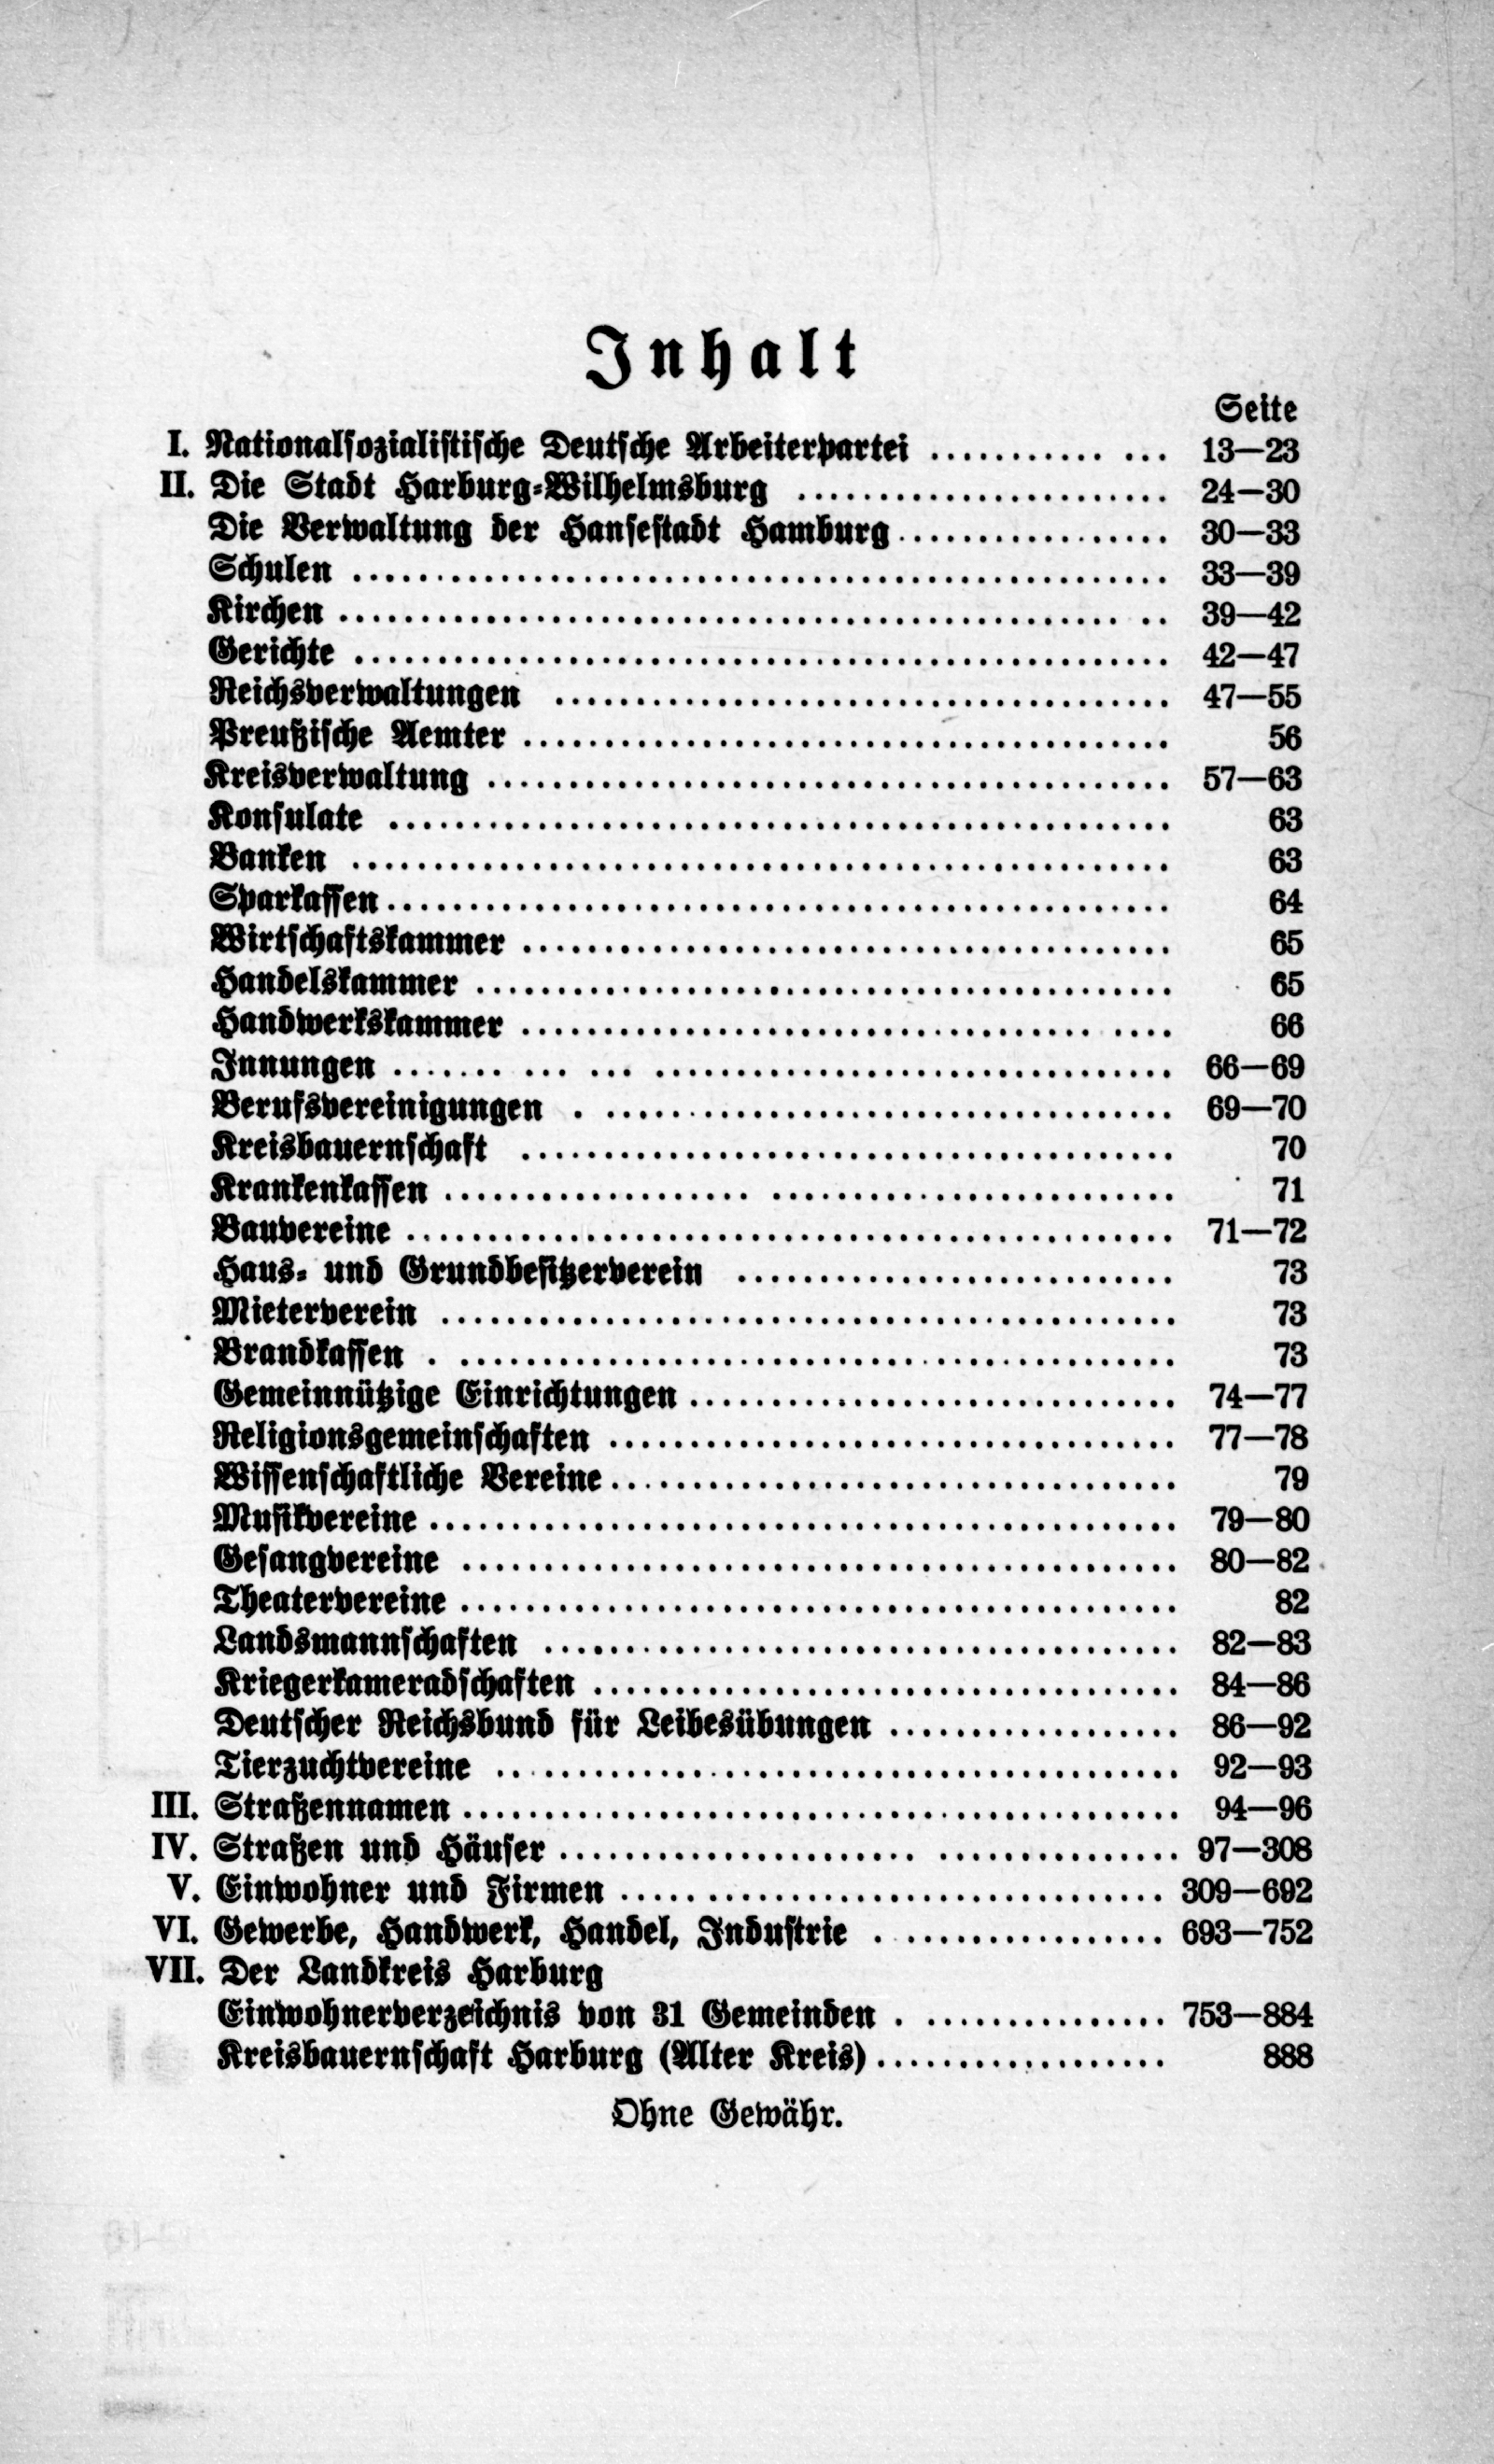 Inhalt
Seite
I. Nationalsozialistische Deutsche Arbeiterpartei ........... ... 13—23
II. Die Stadt Harburg-Wilhelmsburg ....................... 24—30
Die Verwaltung der Hansestadt Hamburg ................. 30—33
Schulen .................................................. 33—39
Kirchen ................................................ .. 39—42
Gerichte .................................................. 42—47
Reichsverwaltungen ...................................... 47—55
Preußische Aemter ........................................ 56
Kreisverwaltung .......................................... 57—63
Konsulate ................................................ 63
Banken .................................................. 63
Sparkassen ................................................ 64
Wirtschaftskammer ........................................ 65
Handelskammer ........................................... 65
Handwerkskammer ................................... .... 66
Innungen ....... ... ... ................................ 66—69
Berufsvereinigungen . ................................... 69—70
Kreisbauernschaft ........................................ 70
Krankenkassen ................... ......................... 71
Bauvereine ............................................... 71—72
Haus- und Grundbesitzerverein ........................... 73
Mieterverein ............................................. 73
Brandkassen . ............................................ 73
Gemeinnützige Einrichtungen .............................. 74—77
Religionsgemeinschaften ................................... 77—78
Wissenschaftliche Vereine ................................... 79
Musikvereine .............................................. 79—80
Gesangvereine ............................................ 80—82
Theatervereine ............................................ 82
Landsmannschaften ....................................... 82—83
Kriegerkameradschaften .................................... 84—86
Deutscher Reichsbund für Leibesübungen .................. 86—92
Tierzuchtvereine .......................................... 92—93
III. Straßennamen ............................................ 94—96
IV. Straßen und Häuser ...................... ............... 97—308
V. Einwohner und Firmen ................................. 309—692
VI. Gewerbe, Handwerk, Handel, Industrie . ................. 693—752
VII. Der Landkreis Harburg
Einwohnerverzeichnis von 31 Gemeinden . ............... 753—884
Kreisbauernschaft Harburg (Alter Kreis) .................. 888
Ohne Gewähr.